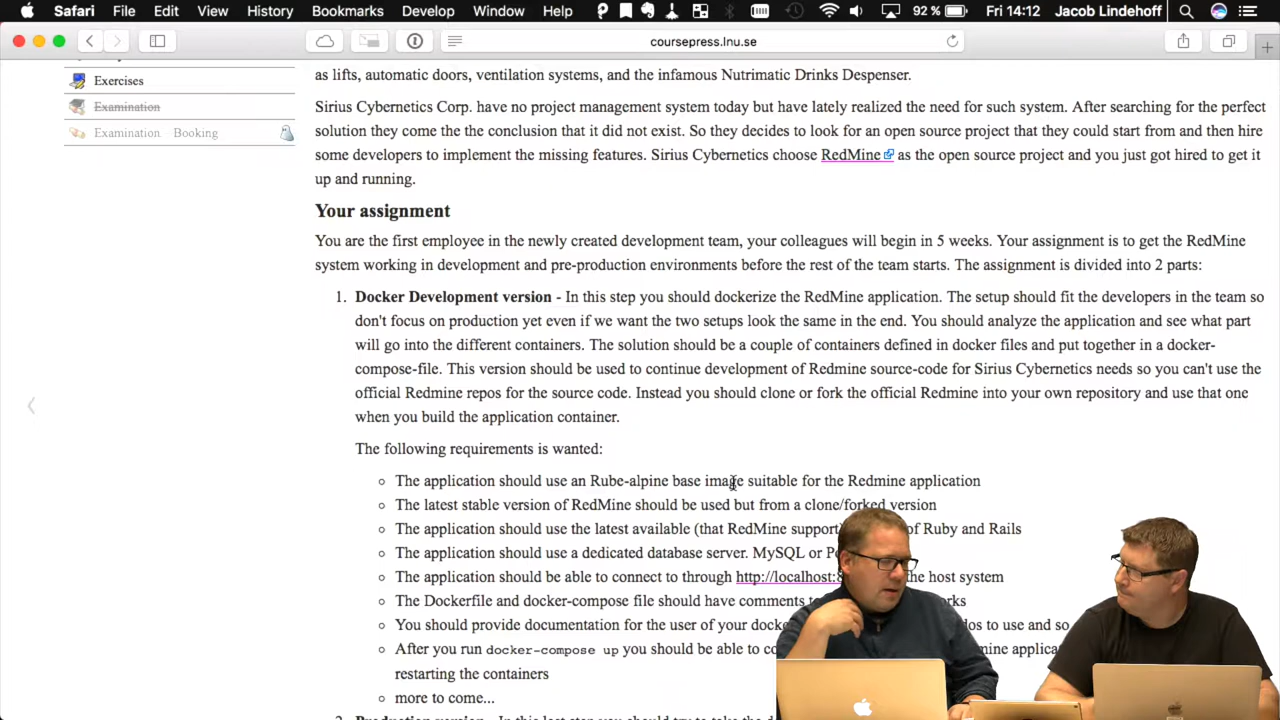 Safari File Edit View History Bookmarks Develop Window Help 92 % Fri 14:12 Jacob Lindehoff
coursepress.lnu.se
Exercises
Examination
Examination Booking
as lifts, automatic doors, ventilation systems, and the infamous Nutrimatic Drinks Despenser.
Sirius Cybernetics Corp. have no project management system today but have lately realized the need for such system. After searching for the perfect
solution they come the the conclusion that it did not exist. So they decides to look for an open source project that they could start from and then hire
some developers to implement the missing features. Sirius Cybernetics choose RedMine as the open source project and you just got hired to get it
up and running.
Your assignment
You are the first employee in the newly created development team, your colleagues will begin in 5 weeks. Your assignment is to get the RedMine
system working in development and pre-production environments before the rest of the team starts. The assignment is divided into 2 parts:
1. Docker Development version - In this step you should dockerize the RedMine application. The setup should fit the developers in the team so
don't focus on production yet even if we want the two setups look the same in the end. You should analyze the application and see what part
will go into the different containers. The solution should be a couple of containers defined in docker files and put together in a docker-
compose-file. This version should be used to continue development of Redmine source-code for Sirius Cybernetics needs so you can't use the
official Redmine repos for the source code. Instead you should clone or fork the official Redmine into your own repository and use that one
when you build the application container.
The following requirements is wanted:
The application should use an Rube-alpine base image suitable for the Redmine application
The latest stable version of RedMine should be used but from a clone/forked version
The application should use the latest available (that RedMine support) of Ruby and Rails
The application should use a dedicated database server. MySQL or
The application should be able to connect to through http://localhost: the host system
The Dockerfile and docker-compose file should have comments
You should provide documentation for the user of your to use and so
After you run docker-compose up you should be able to
restarting the containers
more to come...